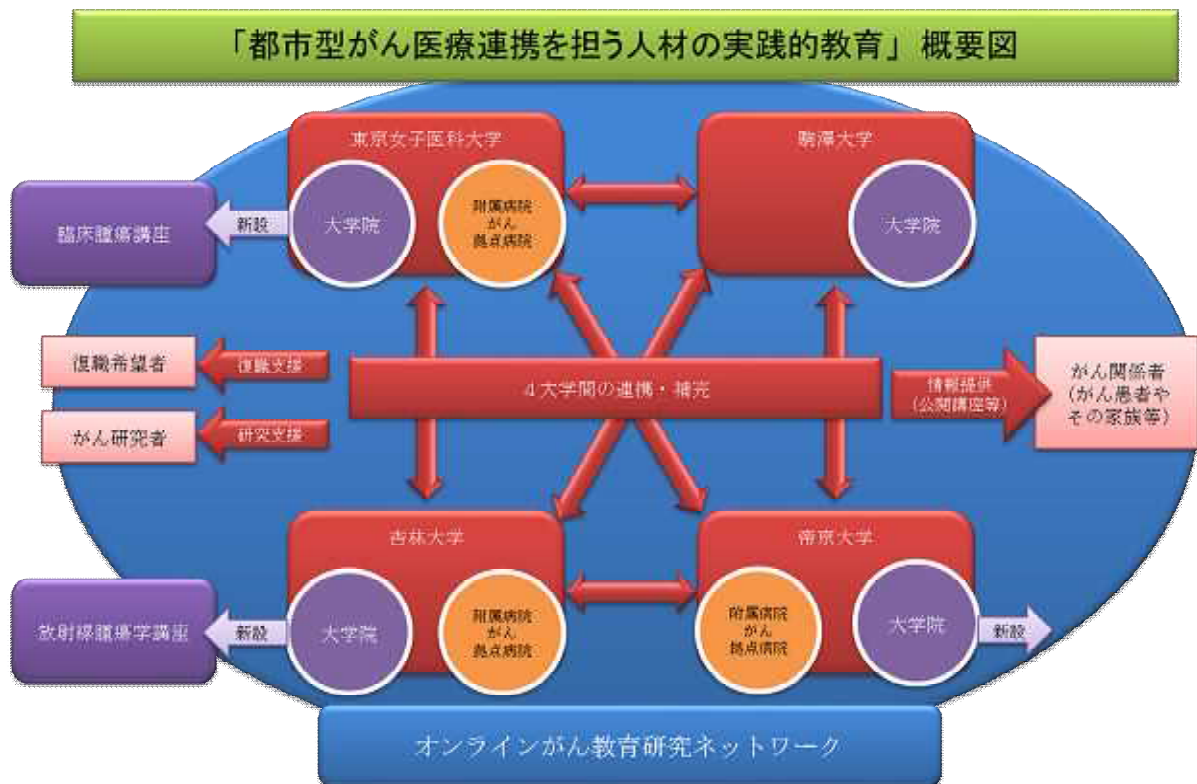 「都市型がん医療連携を担う人材の実践的教育」概要図
東京女子医科大学
駒澤大学
大学院
附属病院
がん
拠点病院
大学院
臨床腫瘍講座
新設
復職希望者
復職支援
がん研究者
研究支援
4大学間の連携・補完
情報提供
(公開講座等)
がん関係者
(がん患者や
その家族等)
杏林大学
帝京大学
放射線腫瘍学講座
新設
大学院
附属病院
がん
拠点病院
附属病院
がん
拠点病院
大学院
新設
オンラインがん教育研究ネットワーク